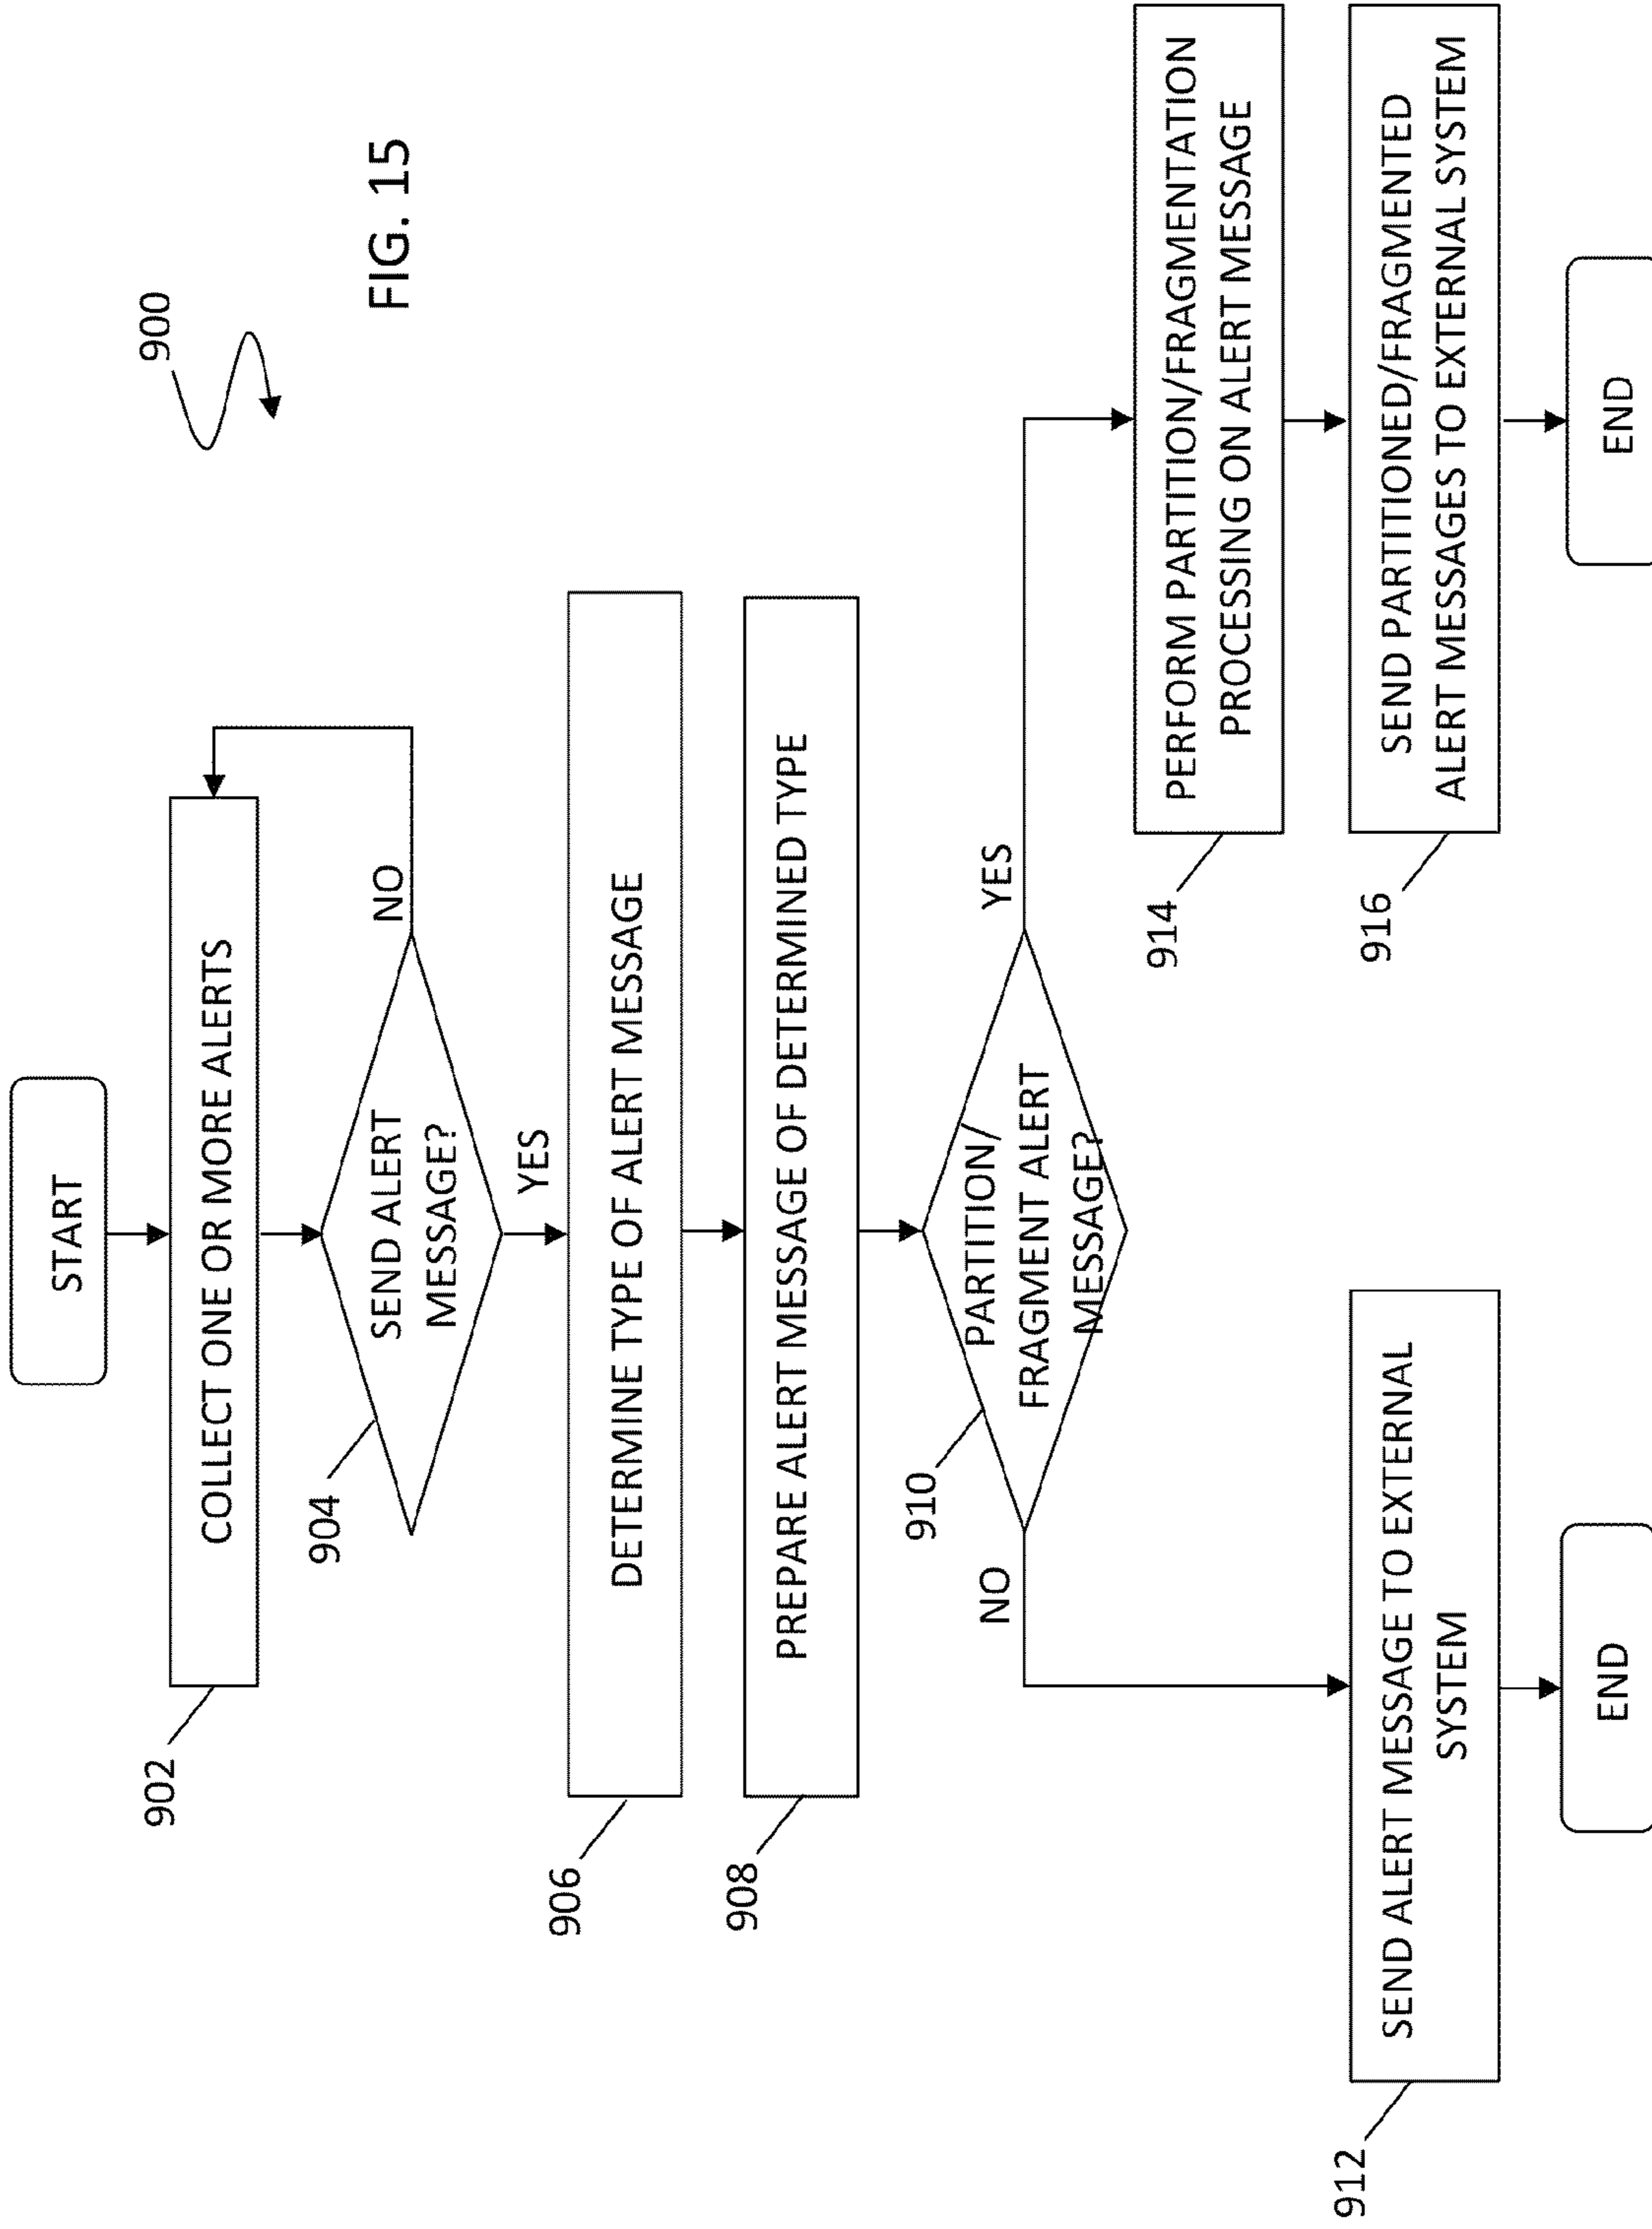 900
FIG. 15
START
902
COLLECT ONE OR MORE ALERTS
904
SEND ALERT
MESSAGE?
NO
YES
906
DETERMINE TYPE OF ALERT MESSAGE
908
PREPARE ALERT MESSAGE OF DETERMINED TYPE
910
PARTITION/
FRAGMENT ALERT
MESSAGE?
NO
YES
912
SEND ALERT MESSAGE TO EXTERNAL
SYSTEM
END
914
PERFORM PARTITION/FRAGMENTATION
PROCESSING ON ALERT MESSAGE
916
SEND PARTITIONED/FRAGMENTED
ALERT MESSAGES TO EXTERNAL SYSTEM
END